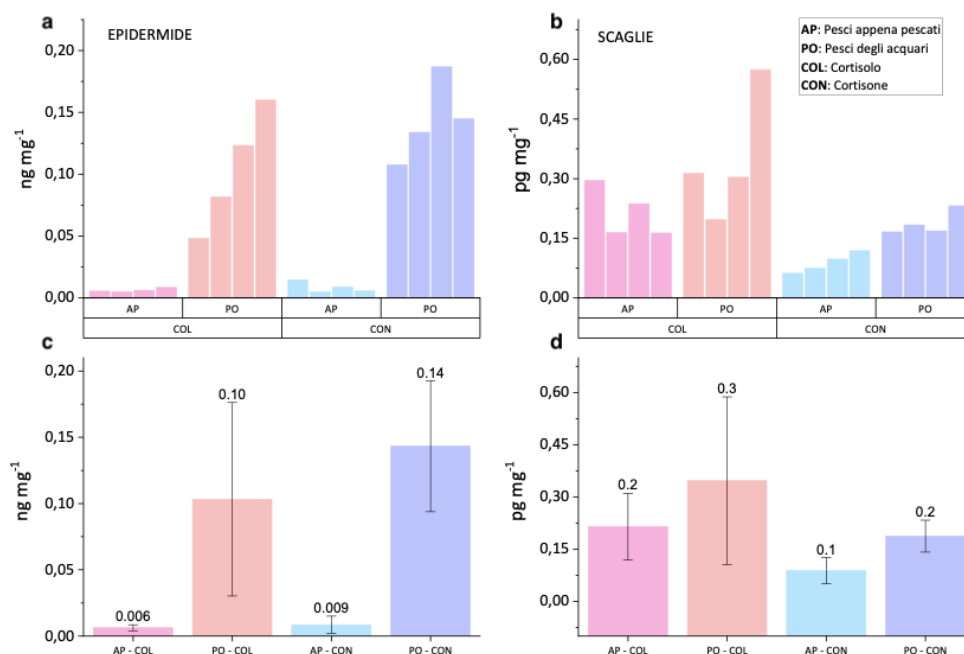 a
EPIDERMIDE
ng mg-1
0,20
0,15
0,10
0,05
0,00
AP PO AP PO
COL CON
b
SCAGLIE
AP: Pesci appena pescati
PO: Pesci degli acquari
COL: Cortisolo
CON: Cortisone
pg mg-1
0,60
0,45
0,30
0,15
0,00
AP PO AP PO
COL CON
c
ng mg-1
0,20
0,15
0,10
0,05
0,00
0.006
0.10
0.009
0.14
AP - COL PO - COL AP - CON PO - CON
d
pg mg-1
0,60
0,45
0,30
0,15
0,00
0.2
0.3
0.1
0.2
AP - COL PO - COL AP - CON PO - CON